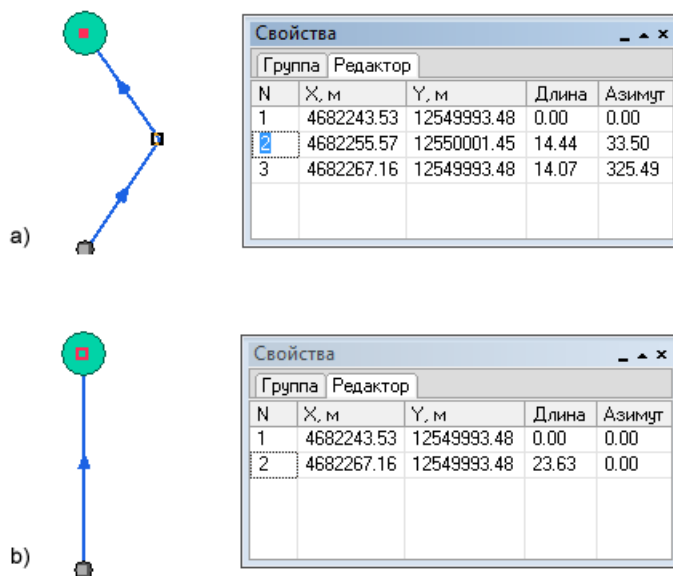 Свойства
Группа Редактор
N X, м Y, м Длина Азимут
1 4682243.53 12549993.48 0.00 0.00
2 4682255.57 12550001.45 14.44 33.50
3 4682267.16 12549993.48 14.07 325.49
a)
Свойства
Группа Редактор
N X, м Y, м Длина Азимут
1 4682243.53 12549993.48 0.00 0.00
2 4682267.16 12549993.48 23.63 0.00
b)